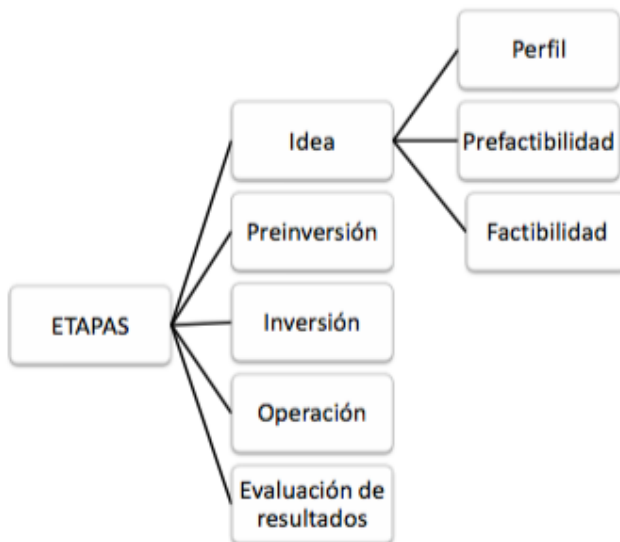 Perfil
Idea
Prefactibilidad
Preinversión
Factibilidad
ETAPAS
Inversión
Operación
Evaluación de
resultados